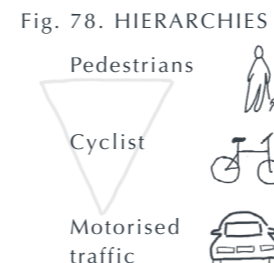 Fig. 78. HIERARCHIES
Pedestrians
Cyclist
Motorised
traffic